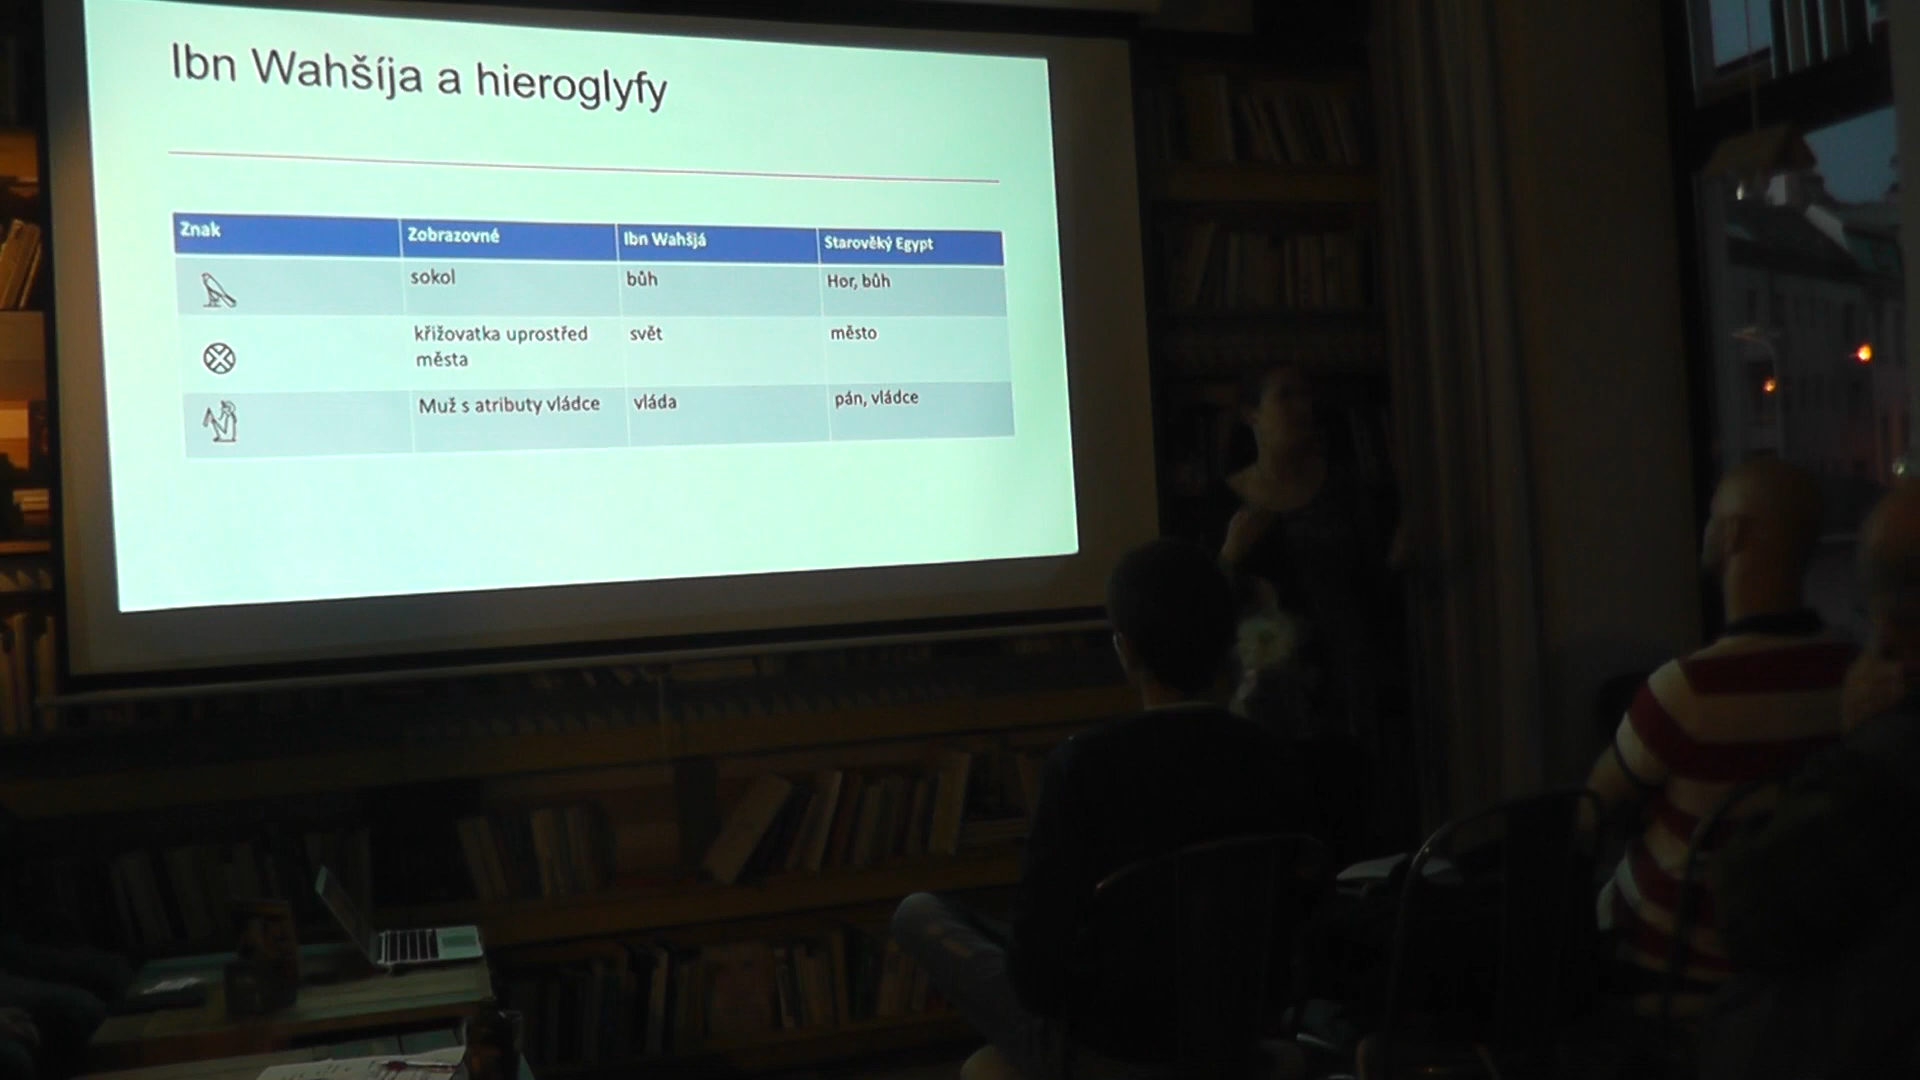 Ibn Wahšíja a hieroglyfy
Znak Zobrazovné Ibn Wahšjá Starověký Egypt
sokol bůh Hor, bůh
křižovatka uprostřed města svět město
Muž s atributy vládce vláda pán, vládce